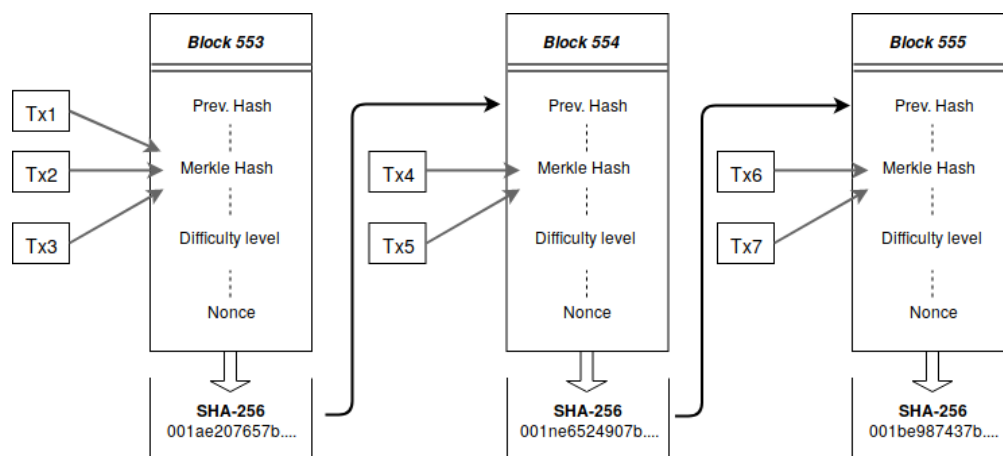 Block 553
Tx1
Tx2
Tx3
Prev. Hash
Merkle Hash
Difficulty level
Nonce
SHA-256
001ae207657b....
Block 554
Tx4
Tx5
Prev. Hash
Merkle Hash
Difficulty level
Nonce
SHA-256
001ne6524907b....
Block 555
Tx6
Tx7
Prev. Hash
Merkle Hash
Difficulty level
Nonce
SHA-256
001be987437b....